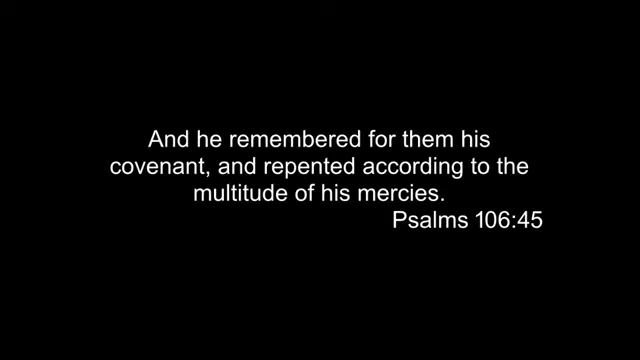 And he remembered for them his
covenant, and repented according to the
multitude of his mercies.
Psalms 106:45